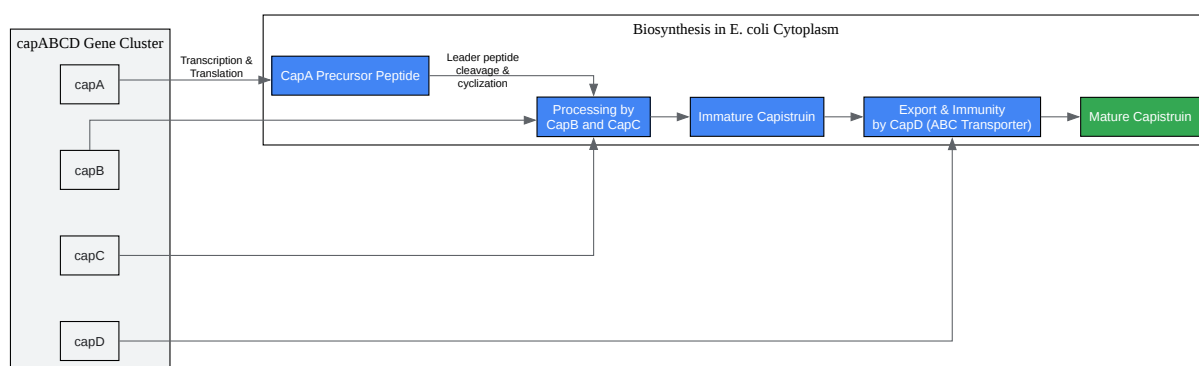 Biosynthesis in E. coli Cytoplasm
capABCD Gene Cluster
capA
Transcription &
Translation
CapA Precursor Peptide
Leader peptide
cleavage &
cyclization
Processing by
CapB and CapC
Immature Capistruin
Export & Immunity
by CapD (ABC Transporter)
Mature Capistruin
capB
capC
capD